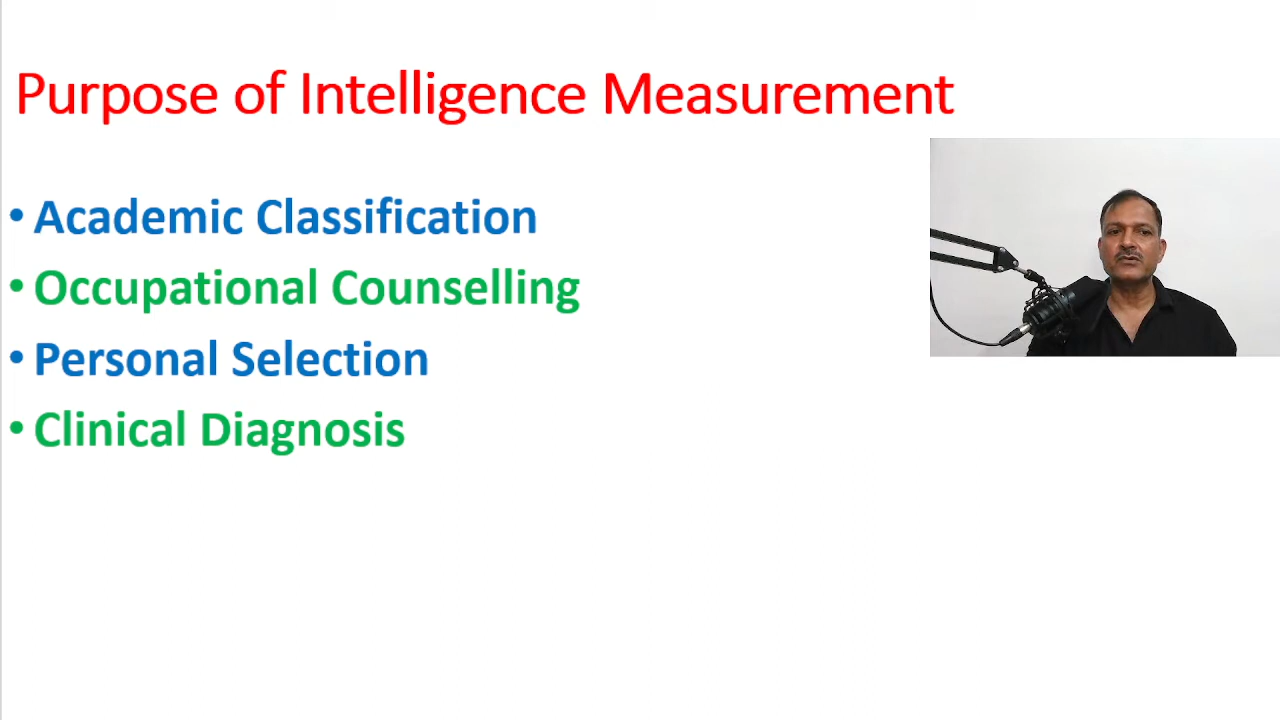 Purpose of Intelligence Measurement
• Academic Classification
• Occupational Counselling
• Personal Selection
• Clinical Diagnosis